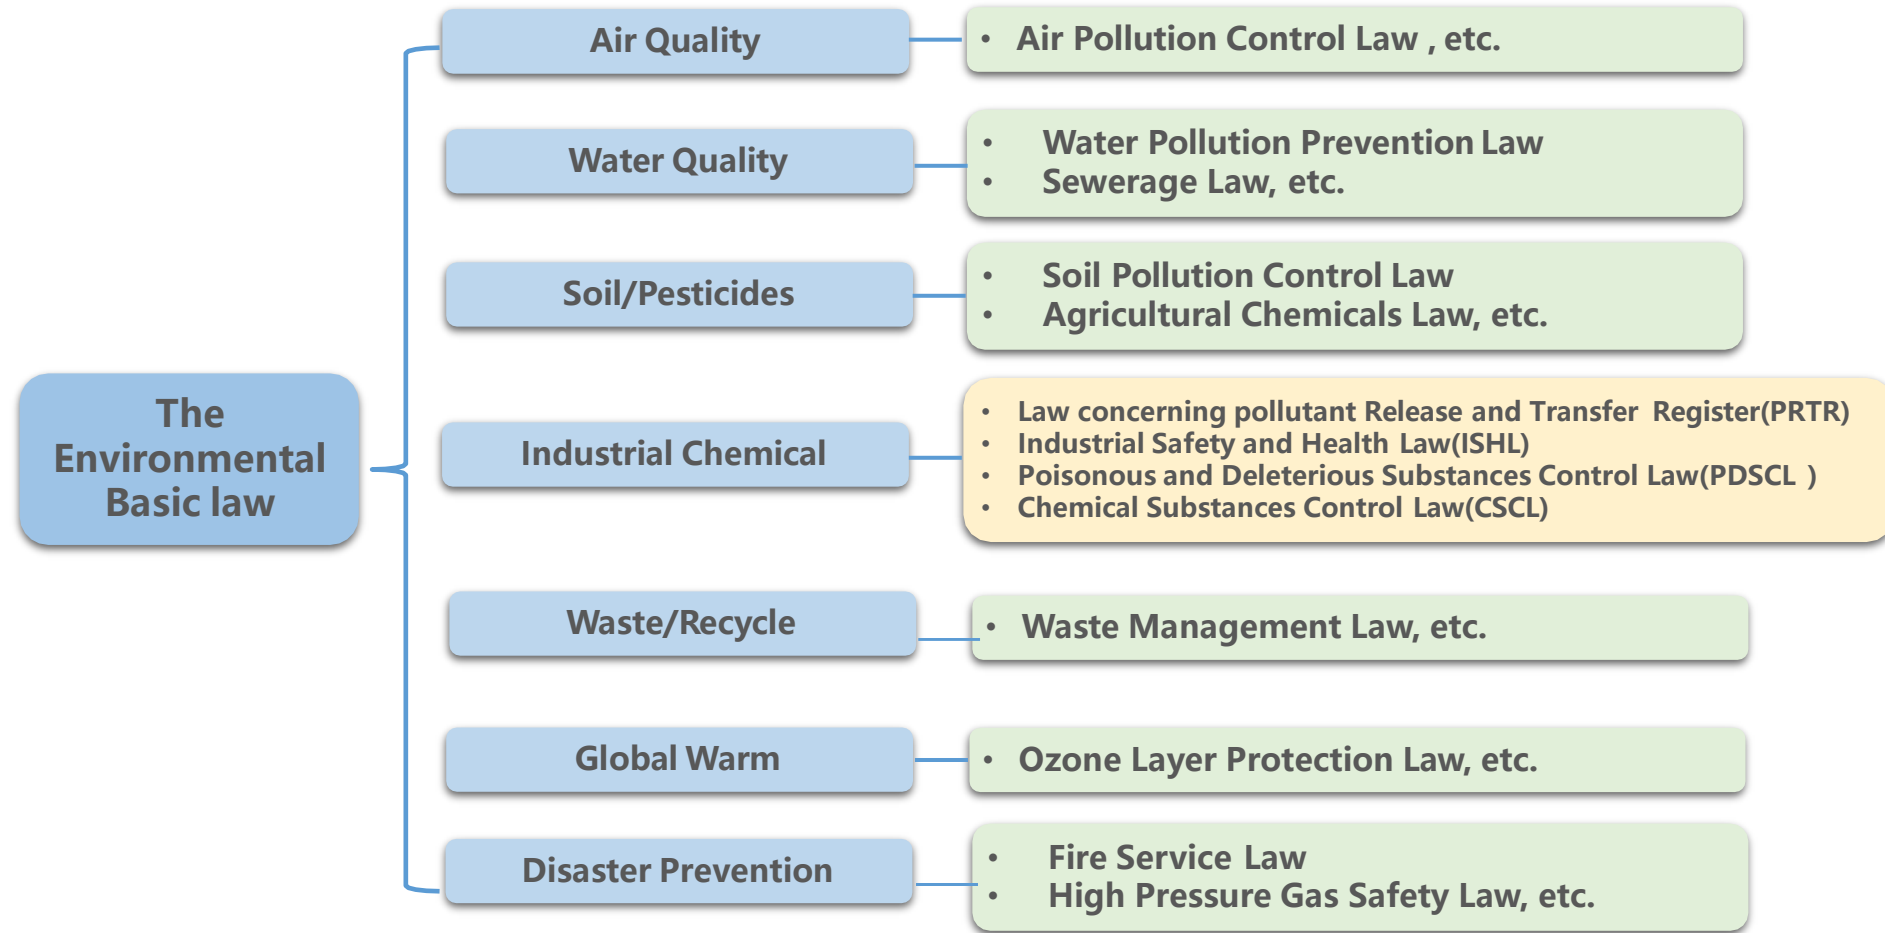 Air Quality
• Air Pollution Control Law , etc.
Water Quality
• Water Pollution Prevention Law
• Sewerage Law, etc.
Soil/Pesticides
• Soil Pollution Control Law
• Agricultural Chemicals Law, etc.
The
Environmental
Basic law
Industrial Chemical
• Law concerning pollutant Release and Transfer Register(PRTR)
• Industrial Safety and Health Law(ISHL)
• Poisonous and Deleterious Substances Control Law(PDSCL )
• Chemical Substances Control Law(CSCL)
Waste/Recycle
• Waste Management Law, etc.
Global Warm
• Ozone Layer Protection Law, etc.
Disaster Prevention
• Fire Service Law
• High Pressure Gas Safety Law, etc.